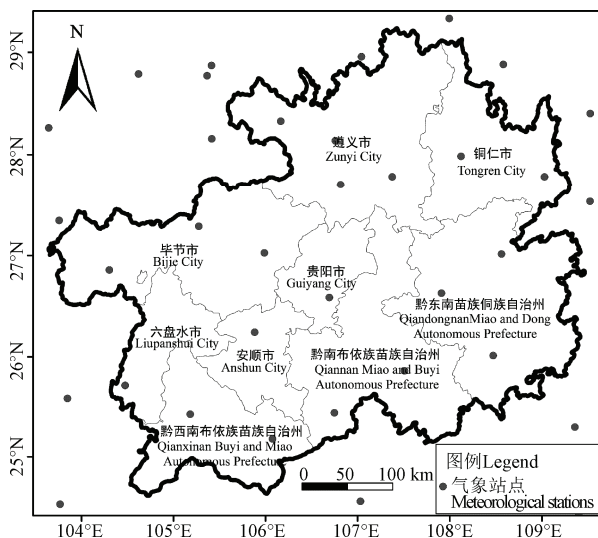 N
29°N
28°N
27°N
26°N
25°N
遵义市
Zunyi City
铜仁市
Tongren City
毕节市
Bijie City
贵阳市
Guiyang City
黔东南苗族侗族自治州
QiandongnanMiao and Dong
Autonomous Prefecture
六盘水市
Liupanshui City
安顺市
Anshun City
黔南布依族苗族自治州
Qiannan Miao and Buyi
Autonomous Prefecture
黔西南布依族苗族自治州
Qianxinan Buyi and Miao
Autonomous Prefecture
0 50 100 km
图例Legend
气象站点
Meteorological stations
104°E 105°E 106°E 107°E 108°E 109°E